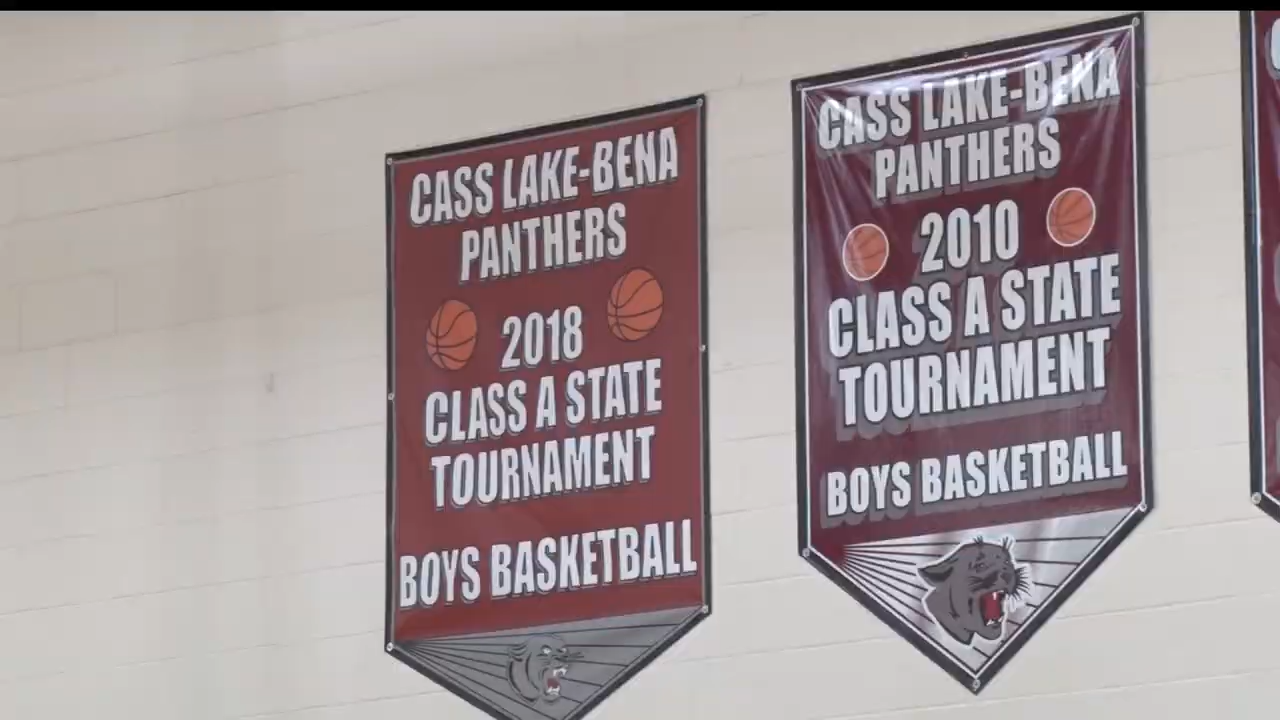 CASS LAKE-BENA
PANTHERS
2018
CLASS A STATE
TOURNAMENT
BOYS BASKETBALL
CASS LAKE-BENA
PANTHERS
2010
CLASS A STATE
TOURNAMENT
BOYS BASKETBALL